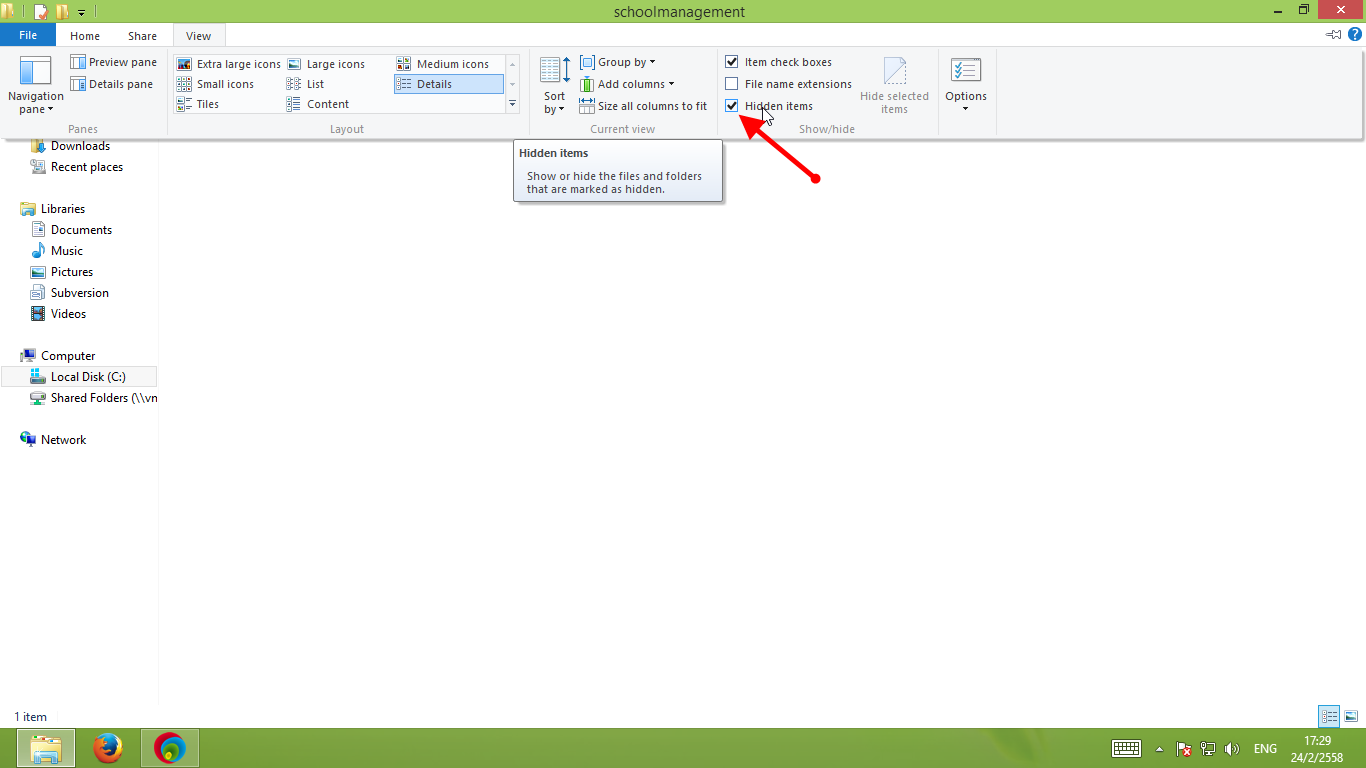 schoolmanagement
File
Home
Share
View
Navigation
pane
Preview pane
Details pane
Panes
Extra large icons
Large icons
Medium icons
Small icons
List
Details
Tiles
Content
Layout
Sort
by
Group by
Add columns
Size all columns to fit
Current view
Item check boxes
File name extensions
Hidden items
Hide selected
items
Show/hide
Options
Hidden items
Show or hide the files and folders
that are marked as hidden.
Downloads
Recent places
Libraries
Documents
Music
Pictures
Subversion
Videos
Computer
Local Disk (C:)
Shared Folders (\\vn
Network
1 item
ENG
17:29
24/2/2558